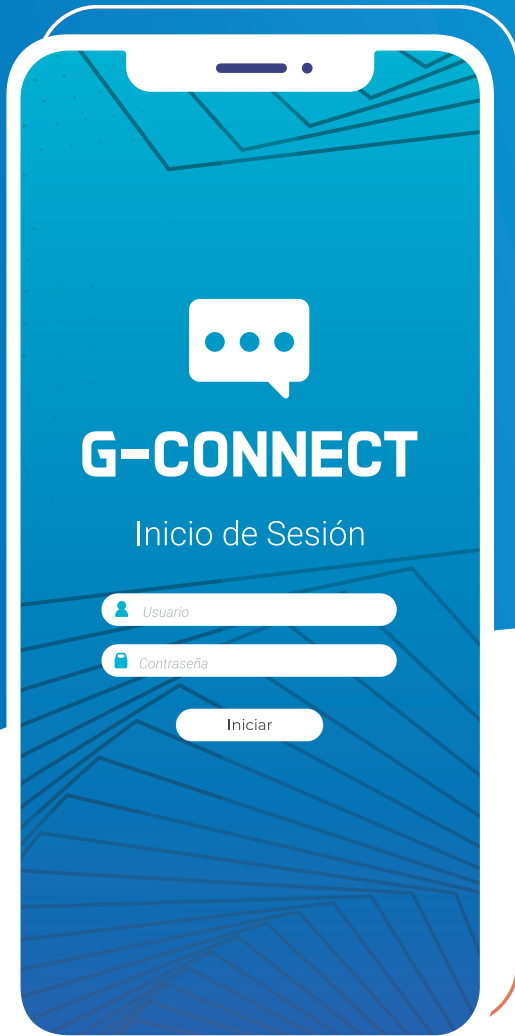 G-CONNECT
Inicio de Sesión
Usuario
Contraseña
Iniciar